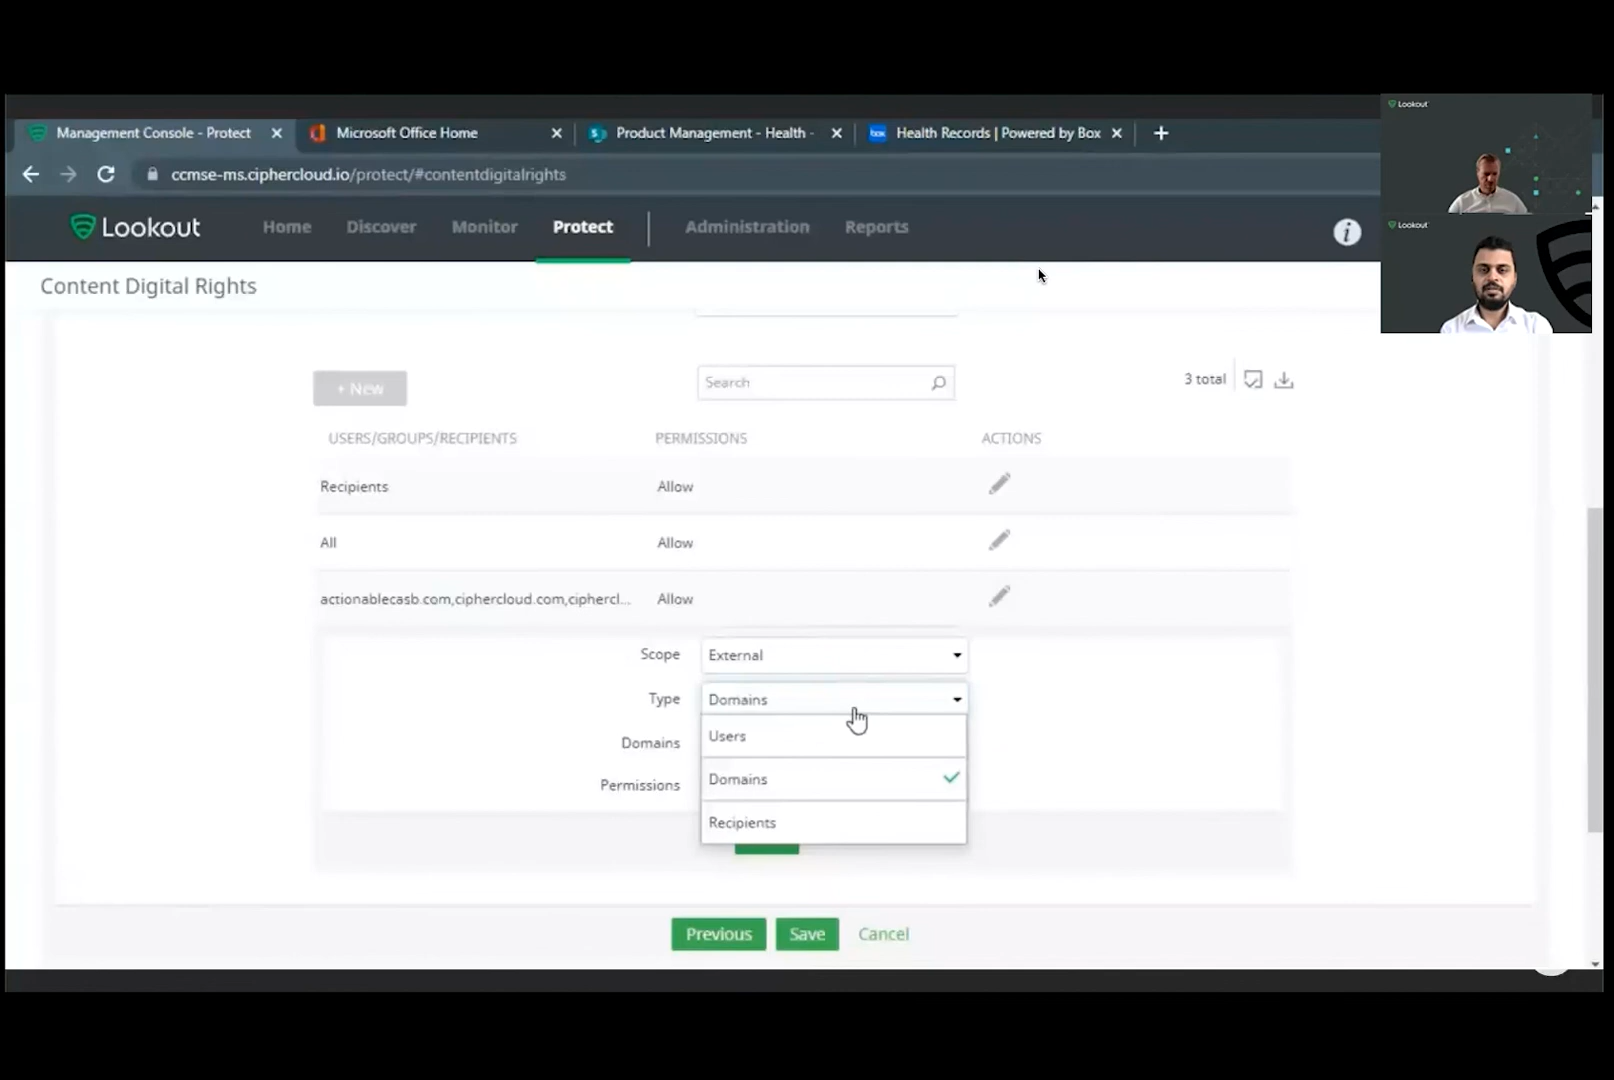 Management Console - Protect
Microsoft Office Home
Product Management - Health -
box
Health Records | Powered by Box
ccmse-ms.ciphercloud.io/protect/#contentdigitalrights
Lookout
Lookout
Home
Discover
Monitor
Protect
Administration
Reports
i
Lookout
Content Digital Rights
+ New
Search
3 total
USERS/GROUPS/RECIPIENTS
PERMISSIONS
ACTIONS
Recipients
Allow
All
Allow
actionablecasb.com,ciphercloud.com,ciphercl...
Allow
Scope
External
Type
Domains
Users
Domains
Domains
Permissions
Recipients
Previous
Save
Cancel